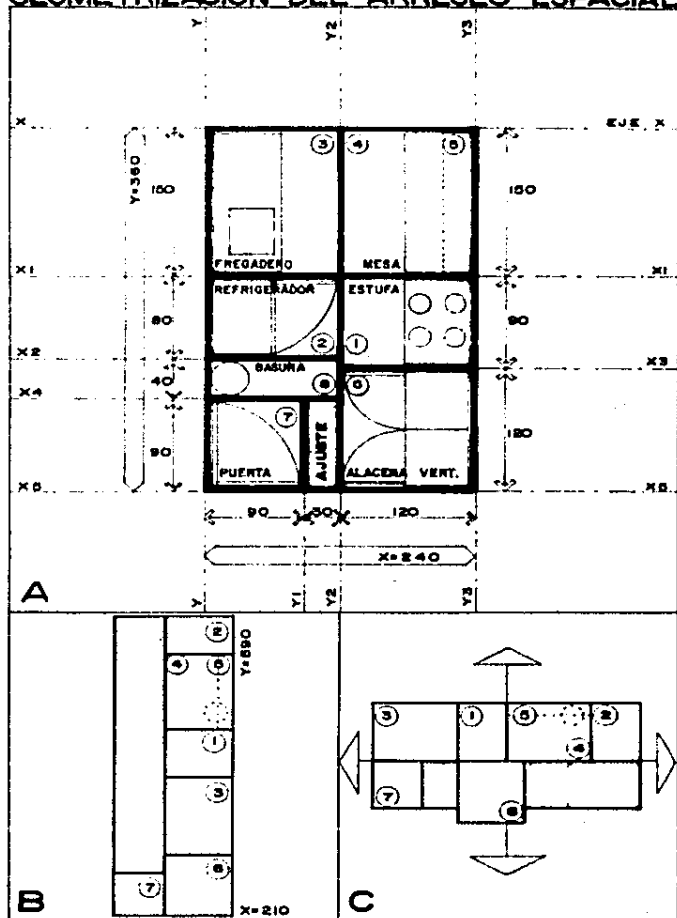 GEOMETRIZACION DEL ARREGLO ESPACIAL
Y Y2 Y3
X EJE X
Y=360
150 3 4 5 150
FREGADERO MESA
X1 X1
REFRIGERADOR ESTUFA
80 90
2 1
X2 X3
BASURA
40 8 6
X4
7 120
90 AJUSTE
PUERTA ALACENA VERT.
X5 X5
90 30 120
X=240
A Y Y1 Y2 Y3
2
4 5 Y=590
1
3
7 6
B X=210
3 1 5 2
4
7
6
C